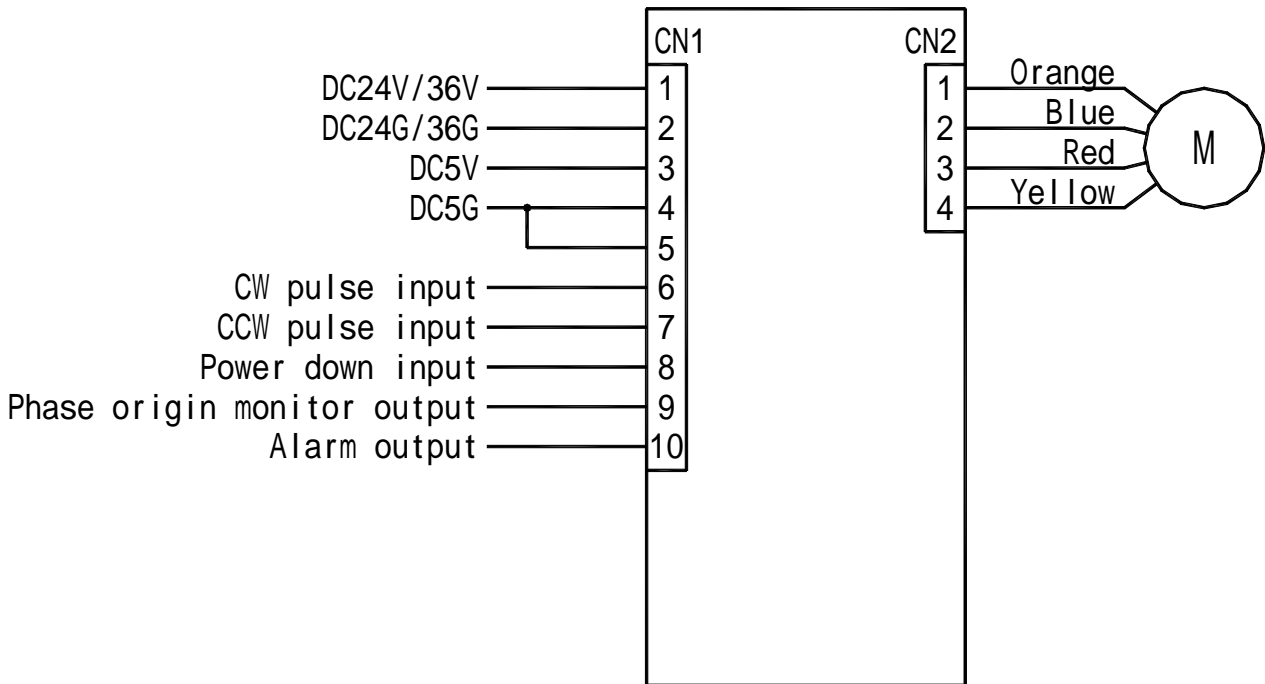 CN1 CN2
DC24V/36V 1 1 Orange
DC24G/36G 2 2 Blue
DC5V 3 3 Red M
DC5G 4 4 Yellow
5
CW pulse input 6
CCW pulse input 7
Power down input 8
Phase origin monitor output 9
Alarm output 10